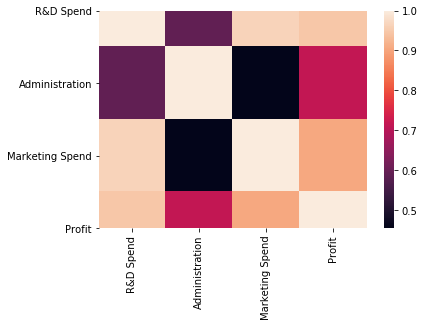 R&D Spend
Administration
Marketing Spend
Profit
R&D Spend
Administration
Marketing Spend
Profit
1.0
0.9
0.8
0.7
0.6
0.5